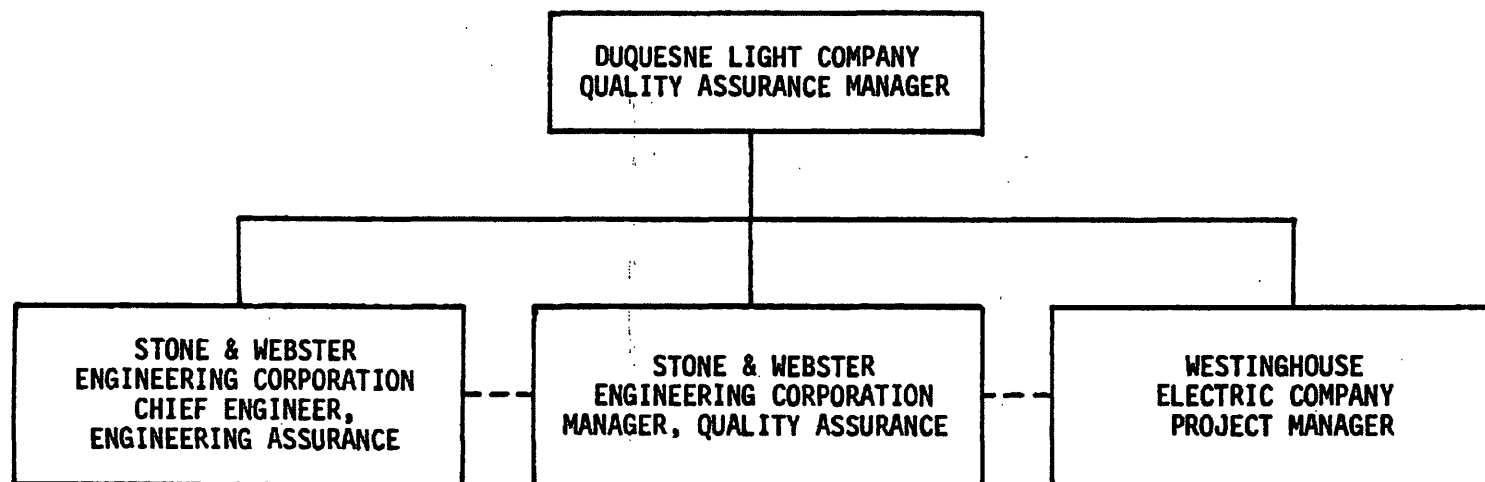 DUQUESNE LIGHT COMPANY
QUALITY ASSURANCE MANAGER
STONE & WEBSTER
ENGINEERING CORPORATION
CHIEF ENGINEER,
ENGINEERING ASSURANCE
STONE & WEBSTER
ENGINEERING CORPORATION
MANAGER, QUALITY ASSURANCE
WESTINGHOUSE
ELECTRIC COMPANY
PROJECT MANAGER